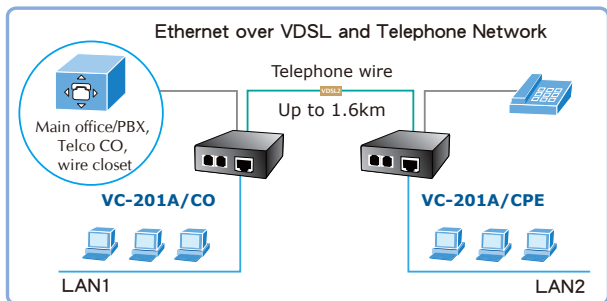 Ethernet over VDSL and Telephone Network
Telephone wire
VDSL2
Up to 1.6km
Main office/PBX,
Telco CO,
wire closet
VC-201A/CO
VC-201A/CPE
LAN1
LAN2